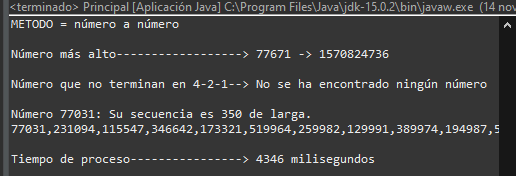 <terminado> Principal [Aplicación Java] C:\Program Files\Java\jdk-15.0.2\bin\javaw.exe (14 nov
METODO = número a número
Número más alto------------------> 77671 -> 1570824736
Número que no terminan en 4-2-1--> No se ha encontrado ningún número
Número 77031: Su secuencia es 350 de larga.
77031,231094,115547,346642,173321,519964,259982,129991,389974,194987,5
Tiempo de proceso----------------> 4346 milisegundos